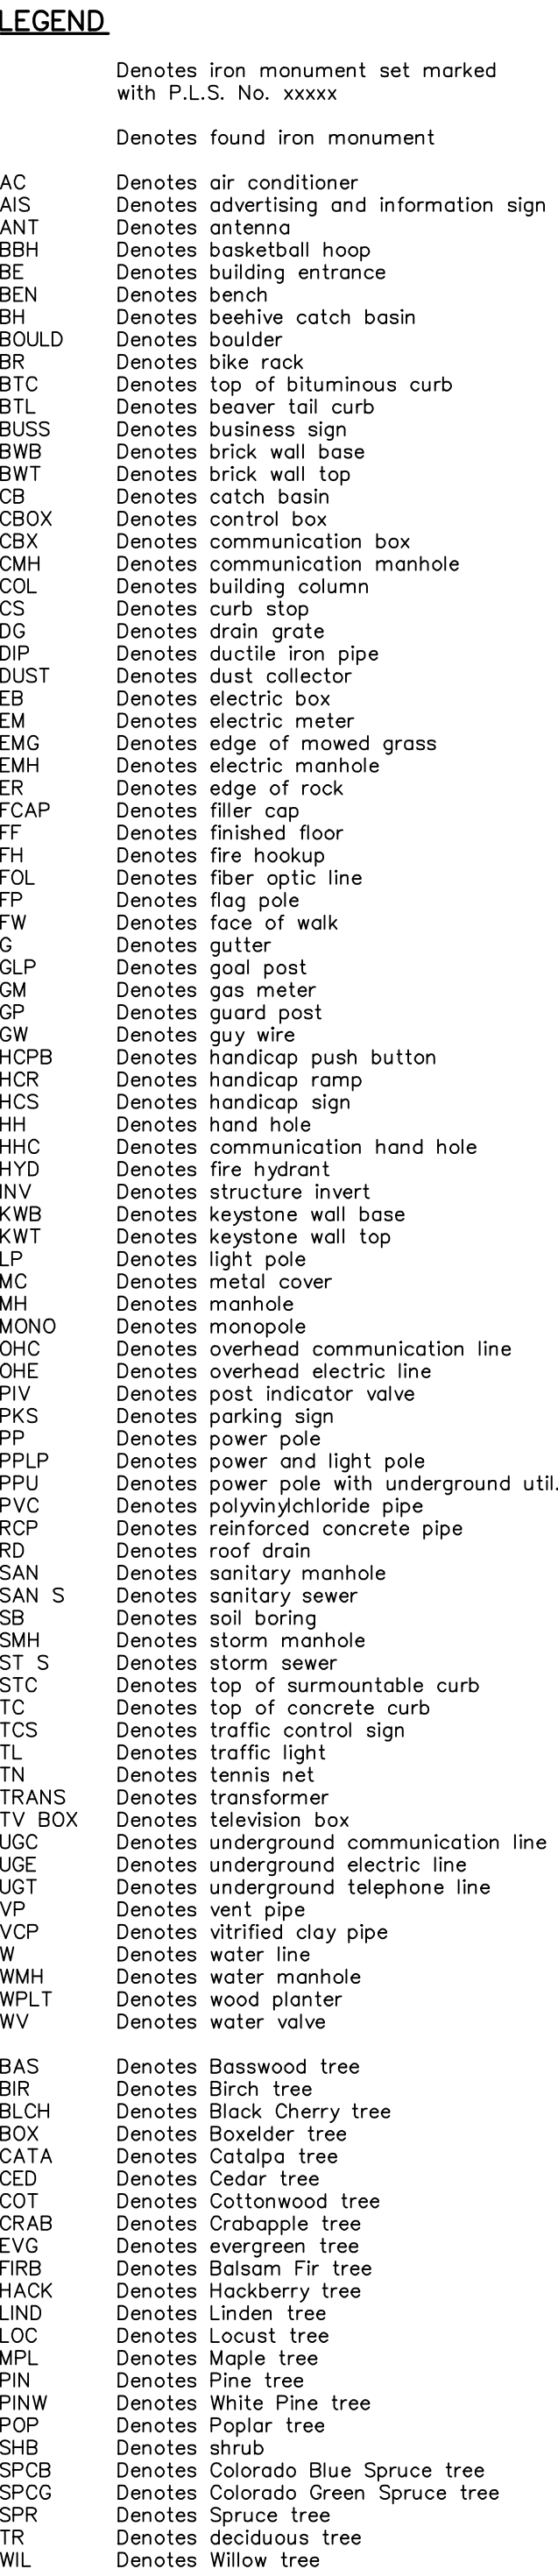 LEGEND
Denotes iron monument set marked
with P.L.S. No. xxxxx
Denotes found iron monument
AC Denotes air conditioner
AIS Denotes advertising and information sign
ANT Denotes antenna
BBH Denotes basketball hoop
BE Denotes building entrance
BEN Denotes bench
BH Denotes beehive catch basin
BOULD Denotes boulder
BR Denotes bike rack
BTC Denotes top of bituminous curb
BTL Denotes beaver tail curb
BUSS Denotes business sign
BWB Denotes brick wall base
BWT Denotes brick wall top
CB Denotes catch basin
CBOX Denotes control box
CBX Denotes communication box
CMH Denotes communication manhole
COL Denotes building column
CS Denotes curb stop
DG Denotes drain grate
DIP Denotes ductile iron pipe
DUST Denotes dust collector
EB Denotes electric box
EM Denotes electric meter
EMG Denotes edge of mowed grass
EMH Denotes electric manhole
ER Denotes edge of rock
FCAP Denotes filler cap
FF Denotes finished floor
FH Denotes fire hookup
FOL Denotes fiber optic line
FP Denotes flag pole
FW Denotes face of walk
G Denotes gutter
GLP Denotes goal post
GM Denotes gas meter
GP Denotes guard post
GW Denotes guy wire
HCPB Denotes handicap push button
HCR Denotes handicap ramp
HCS Denotes handicap sign
HH Denotes hand hole
HHC Denotes communication hand hole
HYD Denotes fire hydrant
INV Denotes structure invert
KWB Denotes keystone wall base
KWT Denotes keystone wall top
LP Denotes light pole
MC Denotes metal cover
MH Denotes manhole
MONO Denotes monopole
OHC Denotes overhead communication line
OHE Denotes overhead electric line
PIV Denotes post indicator valve
PKS Denotes parking sign
PP Denotes power pole
PPLP Denotes power and light pole
PPU Denotes power pole with underground util.
PVC Denotes polyvinylchloride pipe
RCP Denotes reinforced concrete pipe
RD Denotes roof drain
SAN Denotes sanitary manhole
SAN S Denotes sanitary sewer
SB Denotes soil boring
SMH Denotes storm manhole
ST S Denotes storm sewer
STC Denotes top of surmountable curb
TC Denotes top of concrete curb
TCS Denotes traffic control sign
TL Denotes traffic light
TN Denotes tennis net
TRANS Denotes transformer
TV BOX Denotes television box
UGC Denotes underground communication line
UGE Denotes underground electric line
UGT Denotes underground telephone line
VP Denotes vent pipe
VCP Denotes vitrified clay pipe
W Denotes water line
WMH Denotes water manhole
WPLT Denotes wood planter
WV Denotes water valve
BAS Denotes Basswood tree
BIR Denotes Birch tree
BLCH Denotes Black Cherry tree
BOX Denotes Boxelder tree
CATA Denotes Catalpa tree
CED Denotes Cedar tree
COT Denotes Cottonwood tree
CRAB Denotes Crabapple tree
EVG Denotes evergreen tree
FIRB Denotes Balsam Fir tree
HACK Denotes Hackberry tree
LIND Denotes Linden tree
LOC Denotes Locust tree
MPL Denotes Maple tree
PIN Denotes Pine tree
PINW Denotes White Pine tree
POP Denotes Poplar tree
SHB Denotes shrub
SPCB Denotes Colorado Blue Spruce tree
SPCG Denotes Colorado Green Spruce tree
SPR Denotes Spruce tree
TR Denotes deciduous tree
WIL Denotes Willow tree